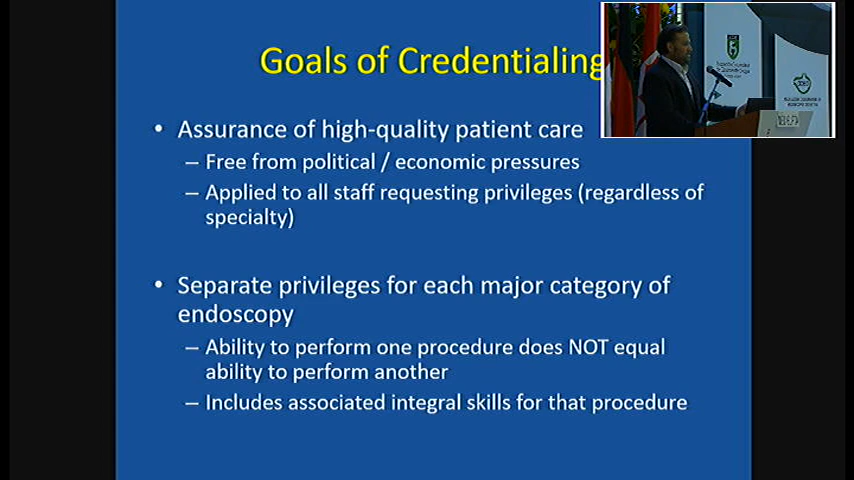 Goals of Credentialing
• Assurance of high-quality patient care
– Free from political / economic pressures
– Applied to all staff requesting privileges (regardless of
specialty)
• Separate privileges for each major category of
endoscopy
– Ability to perform one procedure does NOT equal
ability to perform another
– Includes associated integral skills for that procedure